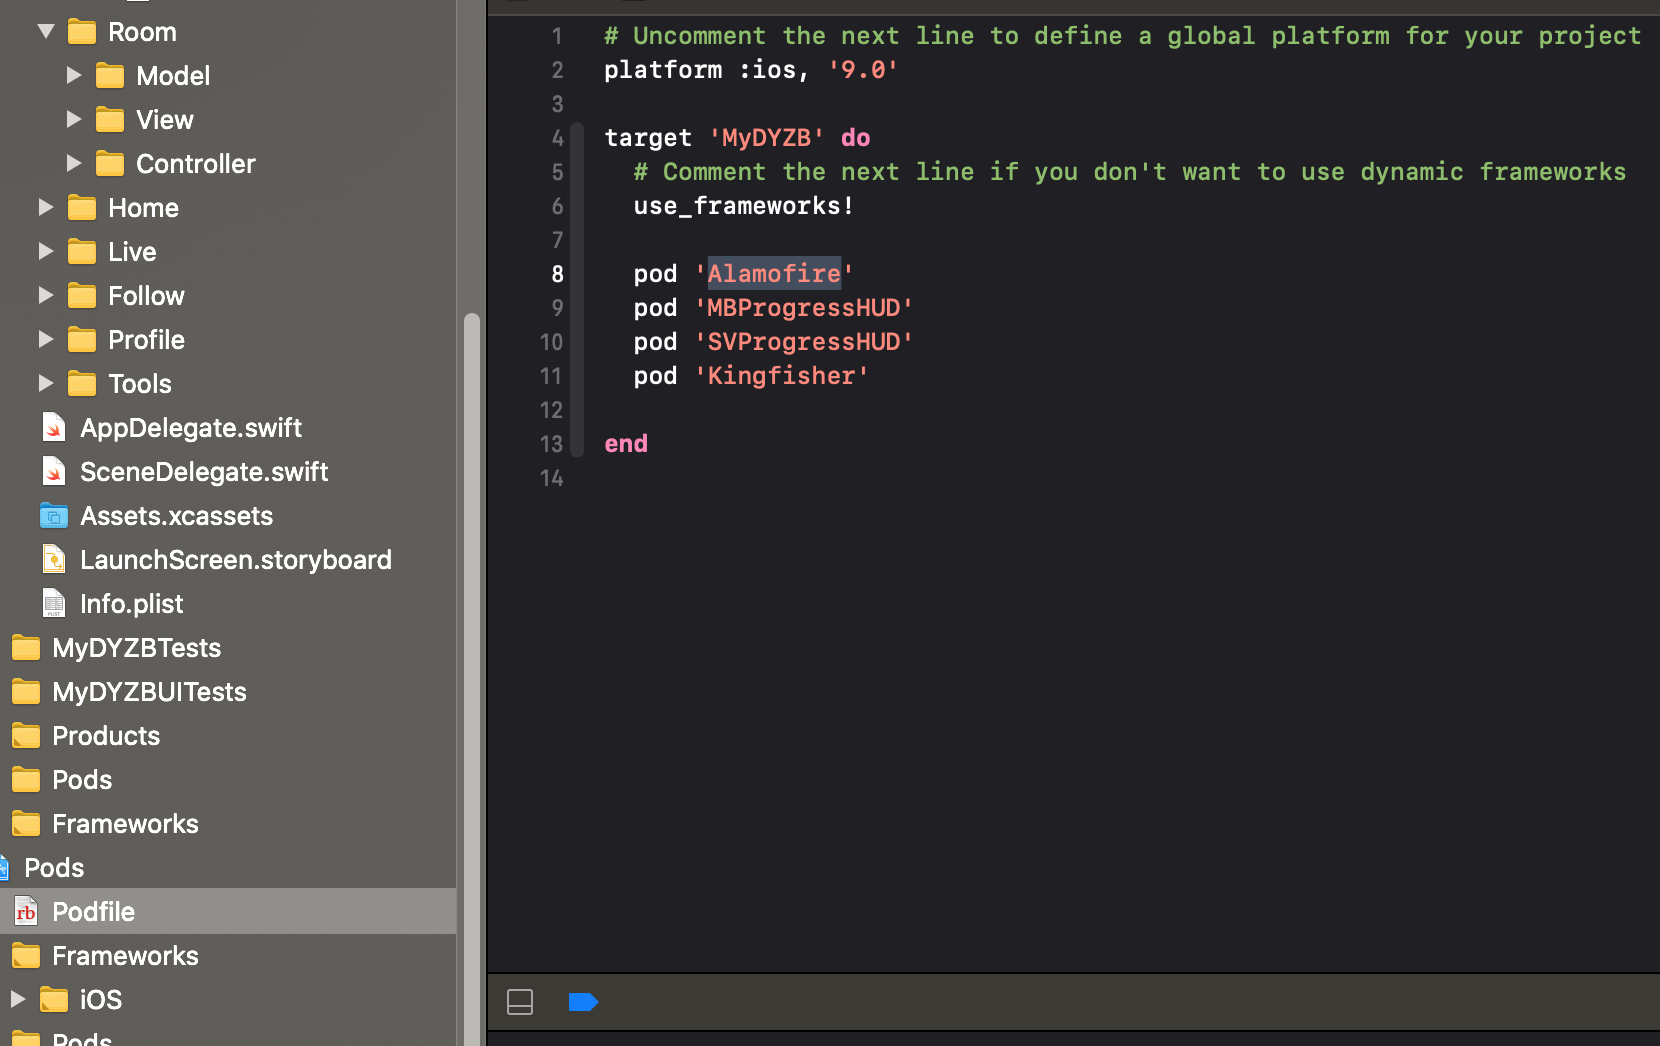 Room
Model
View
Controller
Home
Live
Follow
Profile
Tools
AppDelegate.swift
SceneDelegate.swift
Assets.xcassets
LaunchScreen.storyboard
Info.plist
MyDYZBTests
MyDYZBUITests
Products
Pods
Frameworks
Pods
rb Podfile
Frameworks
iOS
Pods
1 # Uncomment the next line to define a global platform for your project
2 platform :ios, '9.0'
3
4 target 'MyDYZB' do
5 # Comment the next line if you don't want to use dynamic frameworks
6 use_frameworks!
7
8 pod 'Alamofire'
9 pod 'MBProgressHUD'
10 pod 'SVProgressHUD'
11 pod 'Kingfisher'
12
13 end
14